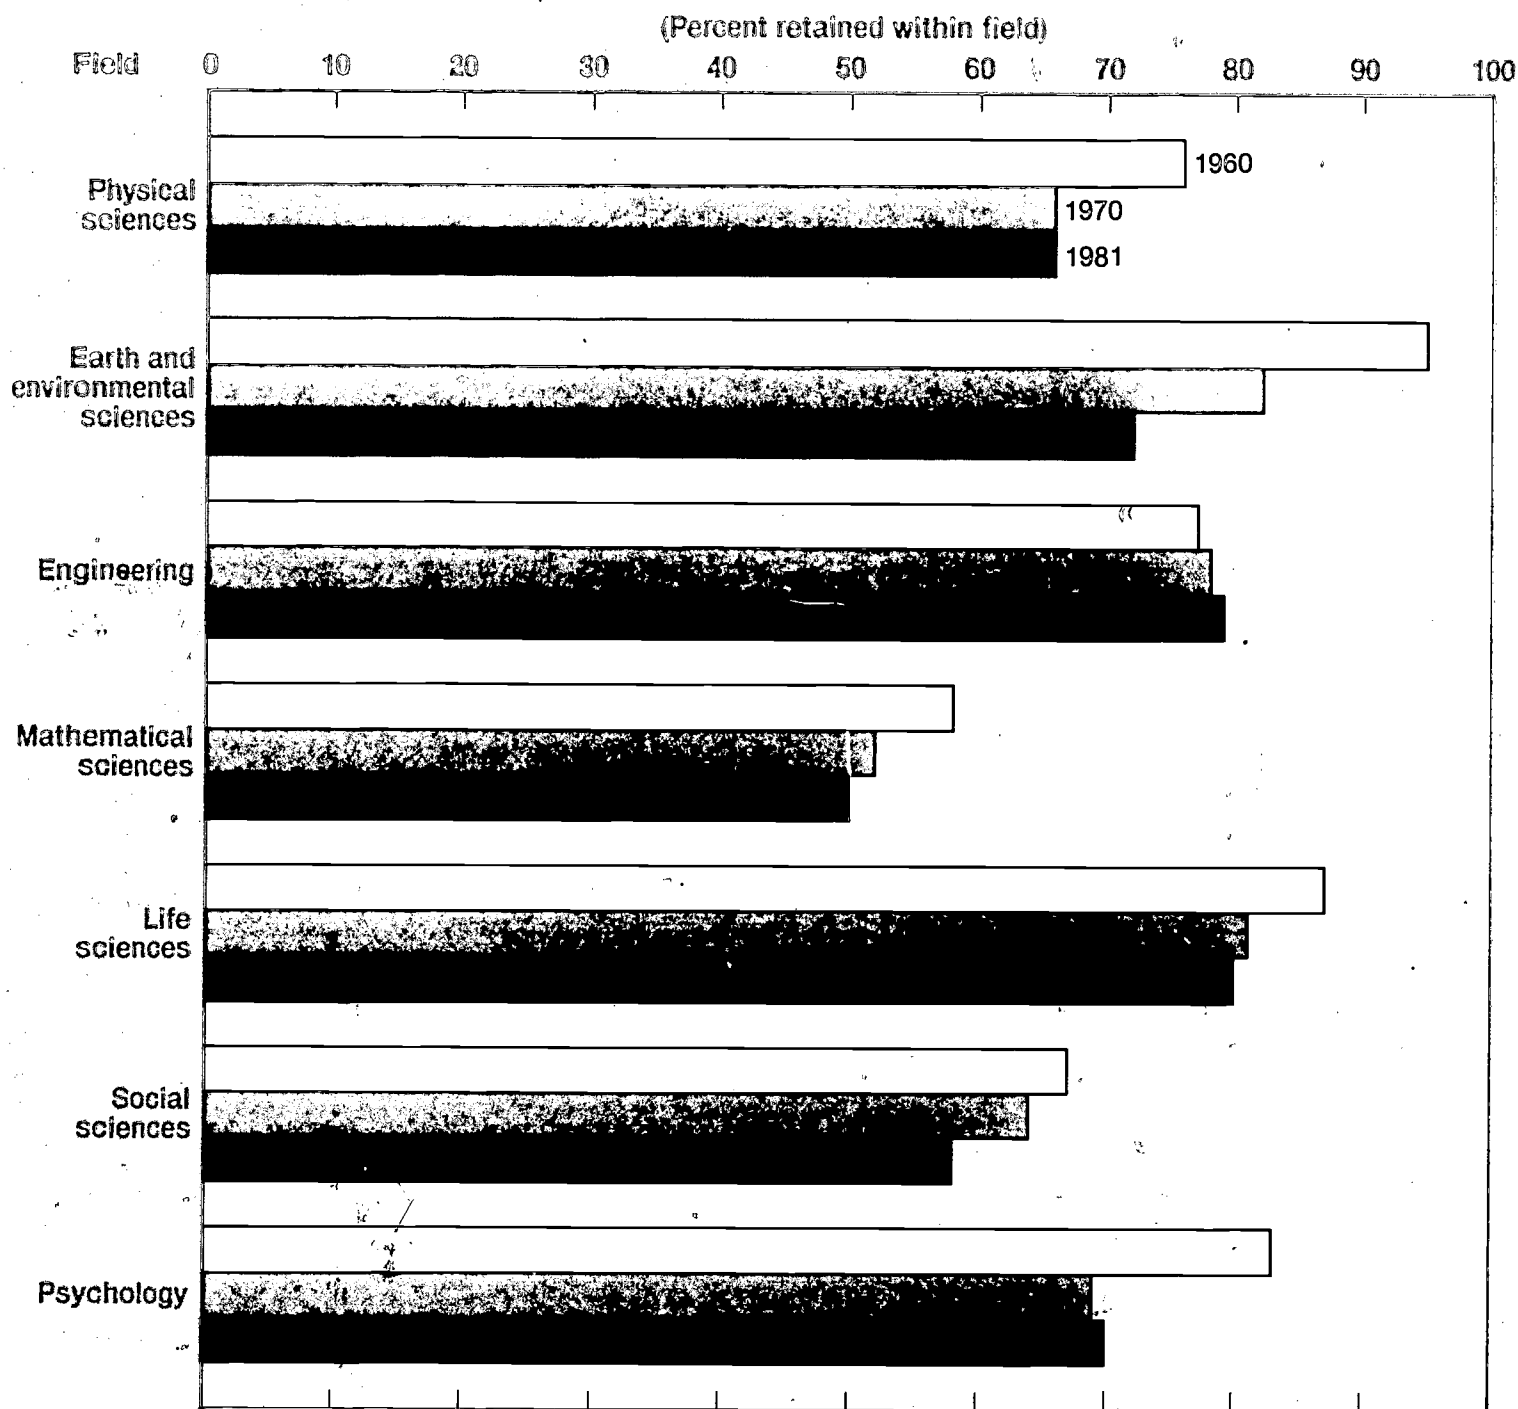 (Percent retained within field)
Field 0 10 20 30 40 50 60 70 80 90 100
Physical
sciences
1960
1970
1981
Earth and
environmental
sciences
Engineering
Mathematical
sciences
Life
sciences
Social
sciences
Psychology